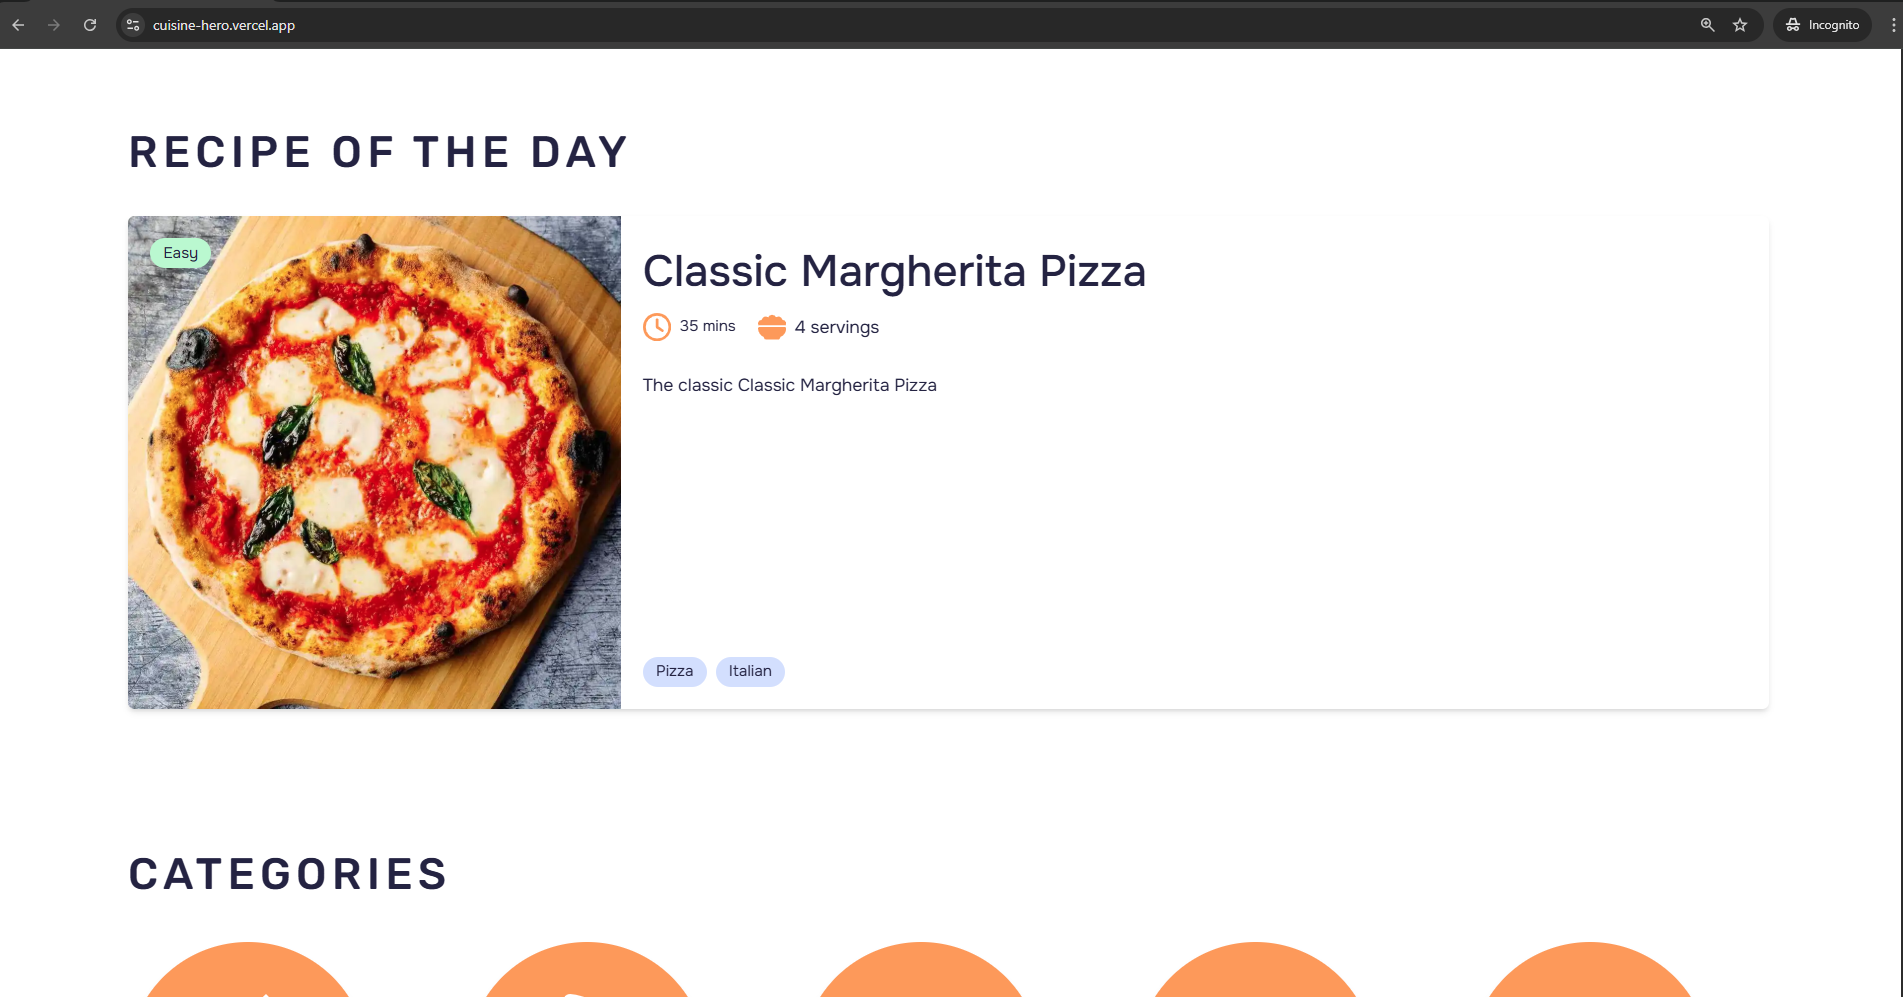 cuisine-hero.vercel.app
Incognito
RECIPE OF THE DAY
Easy
Classic Margherita Pizza
35 mins
4 servings
The classic Classic Margherita Pizza
Pizza
Italian
CATEGORIES